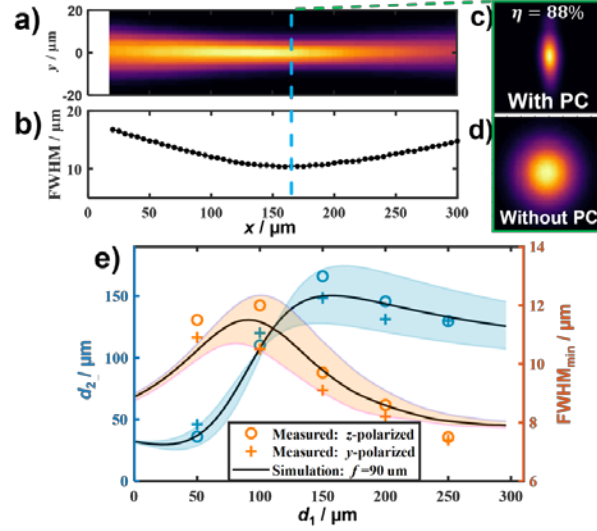 a)
20
0
-20
y / μm
η = 88%
c)
With PC
b)
20
10
FWHM / μm
0 50 100 150 200 250 300
x / μm
d)
Without PC
e)
150
100
50
0
d2 / μm
14
12
10
8
6
FWHMmin / μm
Measured: z-polarized
Measured: y-polarized
Simulation: f =90 um
0 50 100 150 200 250 300
d1 / μm